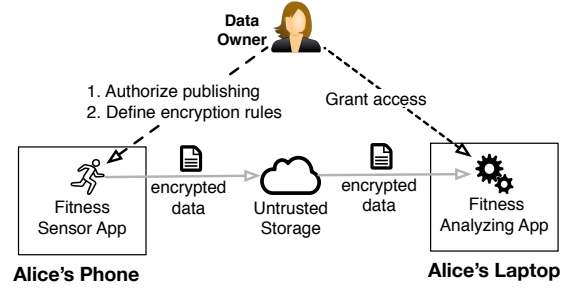 Data
Owner
1. Authorize publishing
2. Define encryption rules
Grant access
encrypted
data
encrypted
data
Fitness
Sensor App
Untrusted
Storage
Fitness
Analyzing App
Alice's Phone
Alice's Laptop